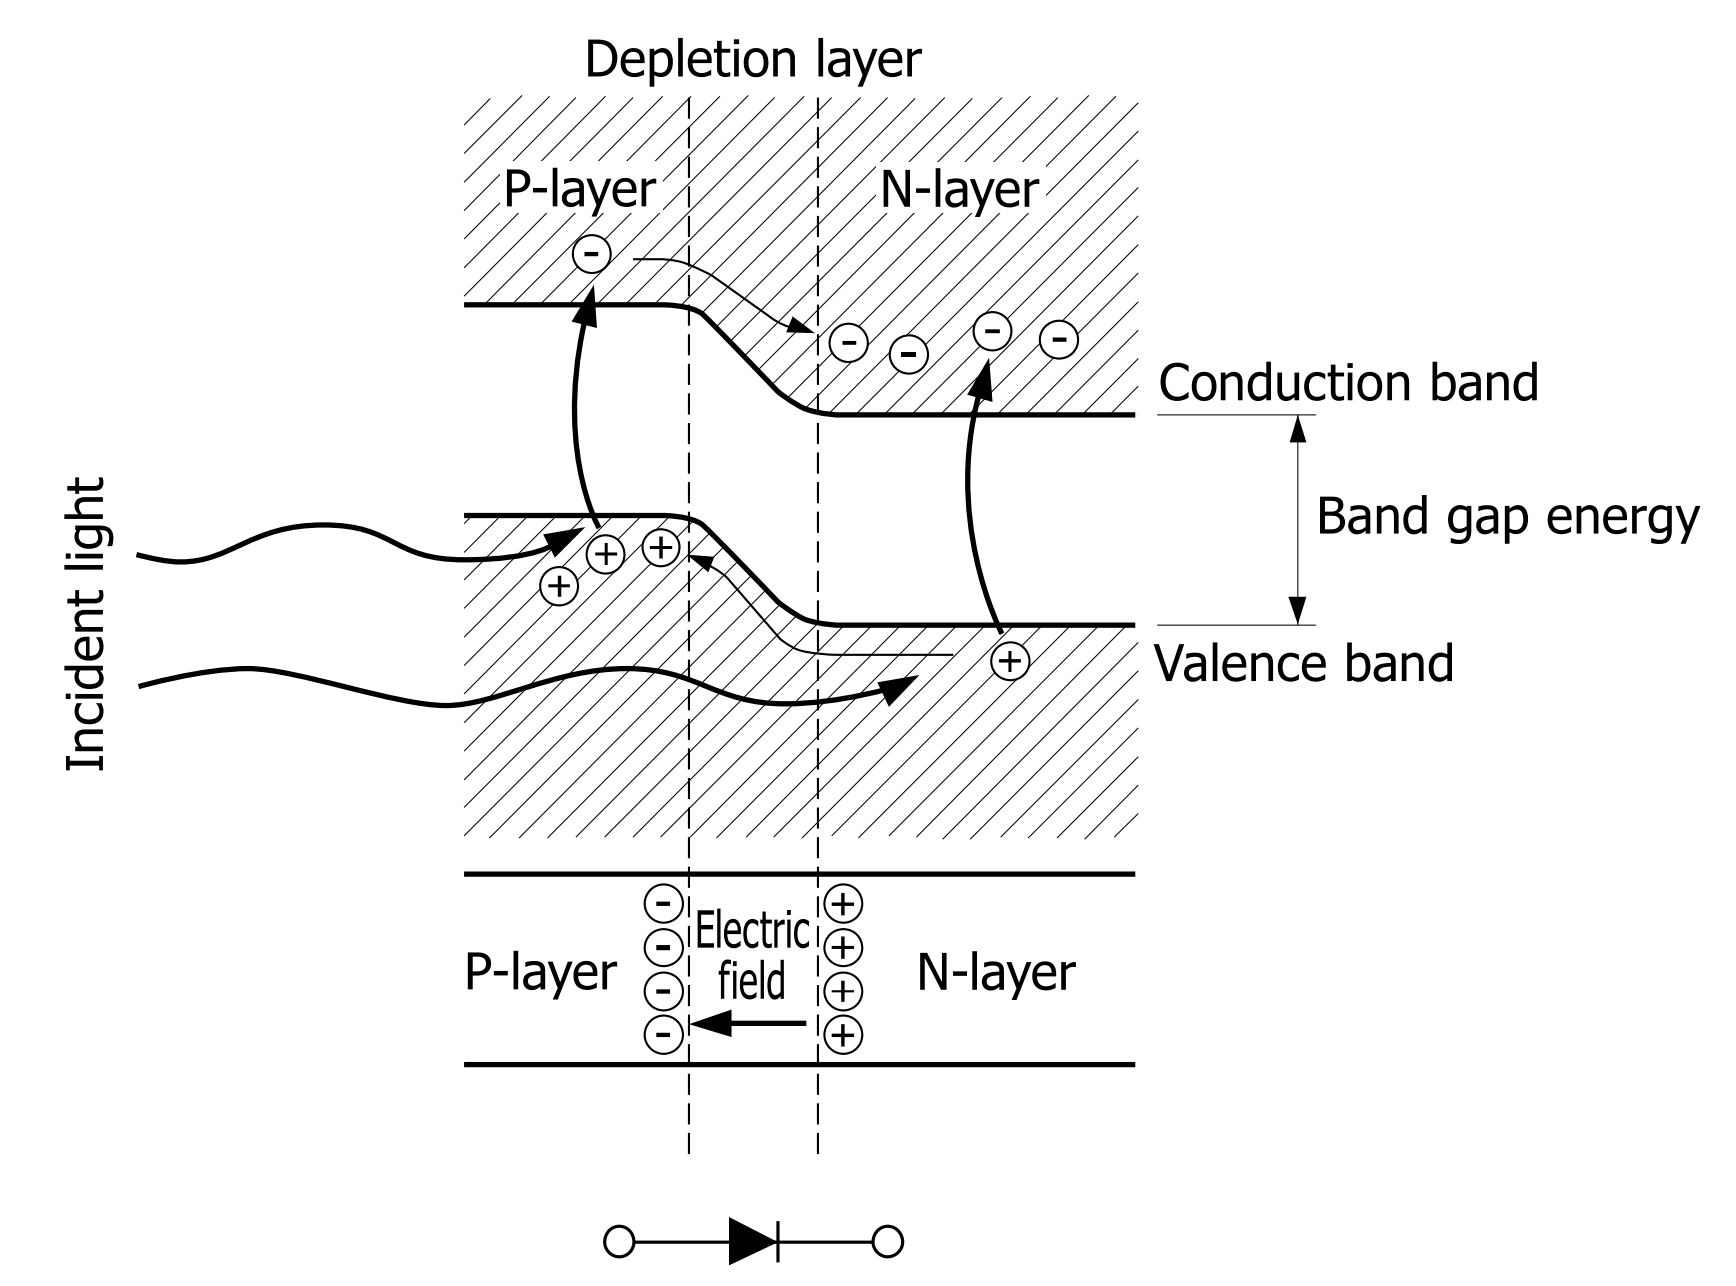 Depletion layer
P-layer
N-layer
Conduction band
Band gap energy
Valence band
Incident light
P-layer
Electric
field
N-layer